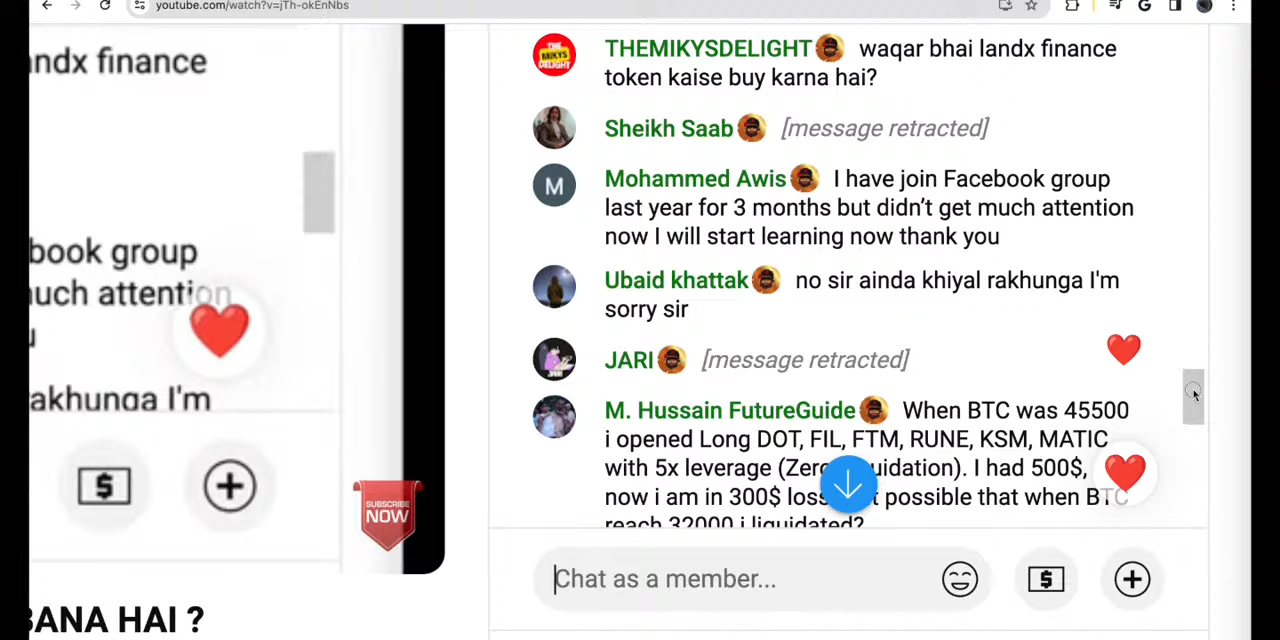 youtube.com/watch?v=jTh-okEnNbs
ndx finance
book group
uch attention
akhunga I'm
SUBSCRIBE
NOW
BANA HAI ?
THE
MIKYS
DELIGHT
THEMIKYSDELIGHT waqar bhai landx finance
token kaise buy karna hai?
Sheikh Saab [message retracted]
M
Mohammed Awis I have join Facebook group
last year for 3 months but didn't get much attention
now I will start learning now thank you
Ubaid khattak no sir ainda khiyal rakhunga I'm
sorry sir
JARI [message retracted]
M. Hussain FutureGuide When BTC was 45500
i opened Long DOT, FIL, FTM, RUNE, KSM, MATIC
with 5x leverage (Zero uidation). I had 500$,
now i am in 300$ loss t possible that when BTC
reach 32000 i liquidated?
Chat as a member...